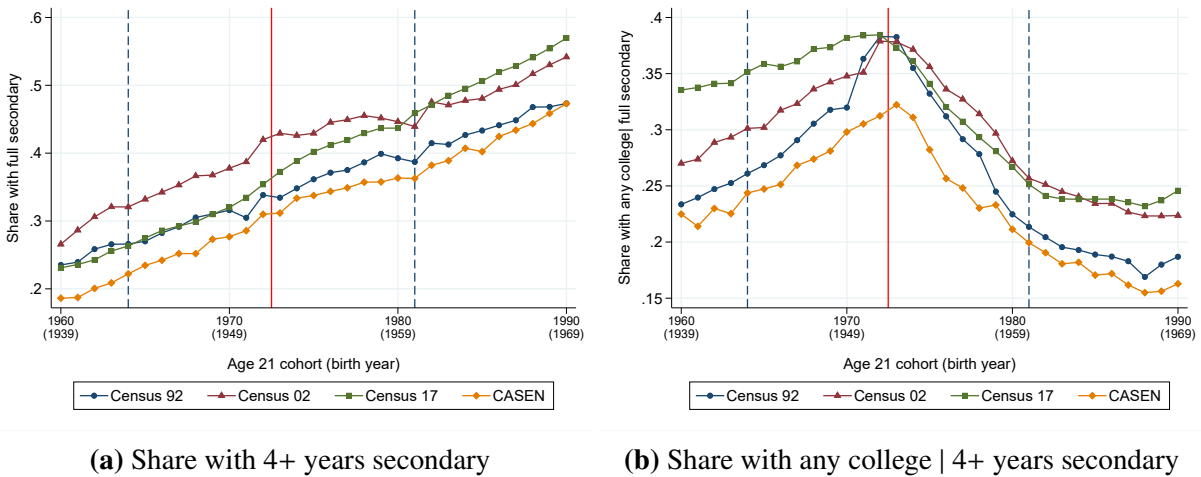 .6
.5
.4
.3
.2
Share with full secondary
1960 1970 1980 1990
(1939) (1949) (1959) (1969)
Age 21 cohort (birth year)
Census 92 Census 02 Census 17 CASEN
(a) Share with 4+ years secondary
.4
.35
.3
.25
.2
.15
Share with any college| full secondary
1960 1970 1980 1990
(1939) (1949) (1959) (1969)
Age 21 cohort (birth year)
Census 92 Census 02 Census 17 CASEN
(b) Share with any college | 4+ years secondary